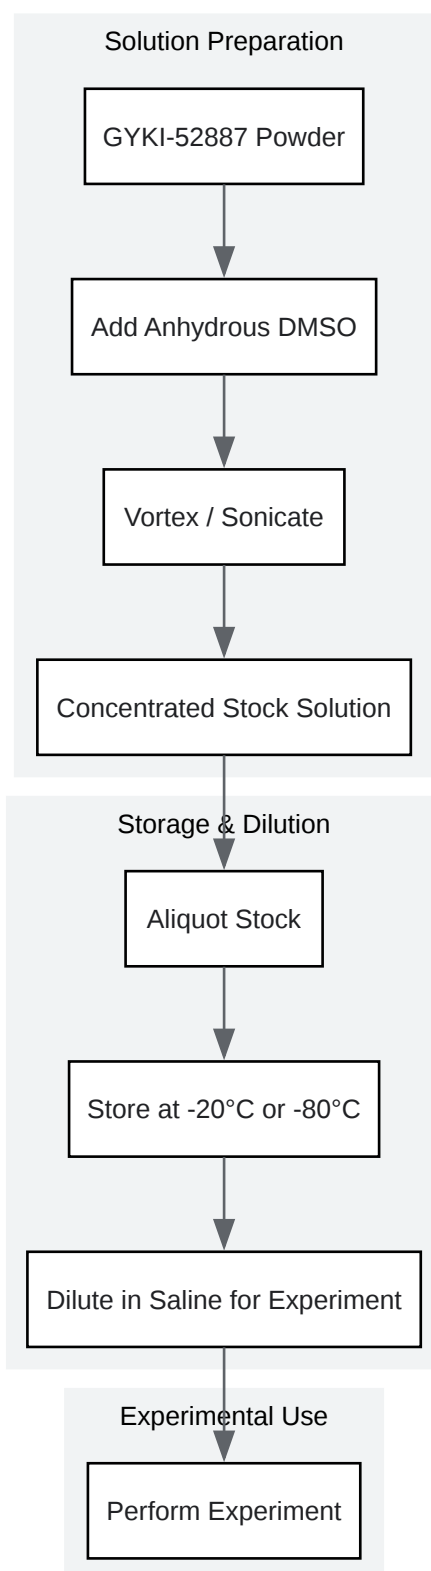 Solution Preparation
GYKI-52887 Powder
Add Anhydrous DMSO
Vortex / Sonicate
Concentrated Stock Solution
Storage & Dilution
Aliquot Stock
Store at -20°C or -80°C
Dilute in Saline for Experiment
Experimental Use
Perform Experiment